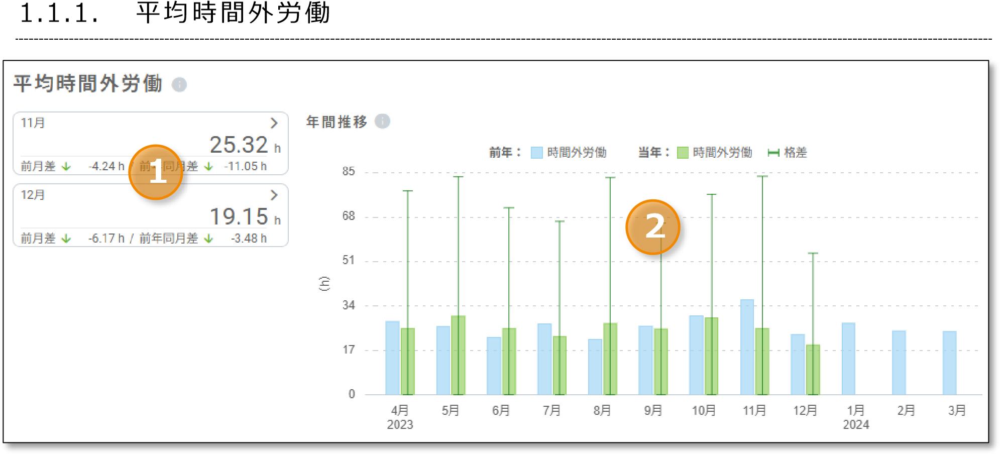 1.1.1. 平均時間外労働
平均時間外労働
11月
25.32 h
前月差 ↓ -4.24 h / 前年同月差 ↓ -11.05 h
1
12月
19.15 h
前月差 ↓ -6.17 h / 前年同月差 ↓ -3.48 h
年間推移
前年： 時間外労働 当年： 時間外労働 格差
2
(h)
85
68
51
34
17
0
4月 5月 6月 7月 8月 9月 10月 11月 12月 1月 2月 3月
2023 2024